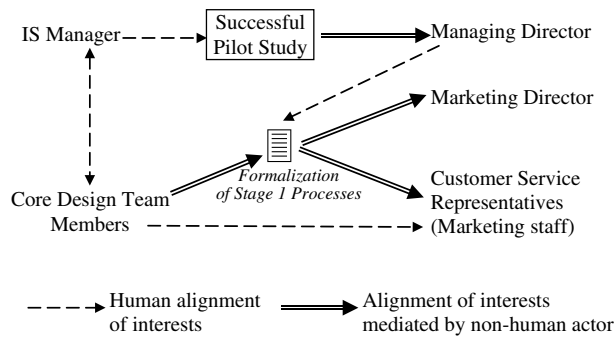 IS Manager
Successful
Pilot Study
Managing Director
Marketing Director
Formalization
of Stage 1 Processes
Core Design Team
Members
Customer Service
Representatives
(Marketing staff)
Human alignment
of interests
Alignment of interests
mediated by non-human actor